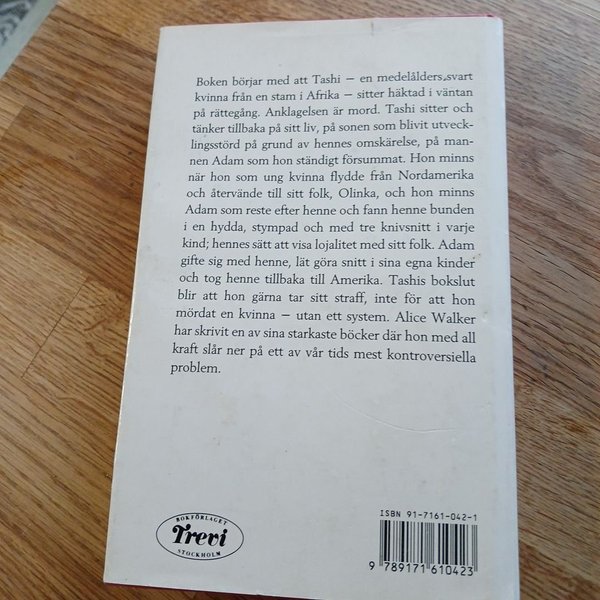 Boken börjar med att Tashi – en medelålders svart
kvinna från en stam i Afrika – sitter häktad i väntan
på rättegång. Anklagelsen är mord. Tashi sitter och
tänker tillbaka på sitt liv, på sonen som blivit utveck-
lingsstörd på grund av hennes omskärelse, på man-
nen Adam som hon ständigt försummat. Hon minns
när hon som ung kvinna flydde från Nordamerika
och återvände till sitt folk, Olinka, och hon minns
Adam som reste efter henne och fann henne bunden
i en hydda, stympad och med tre knivsnitt i varje
kind; hennes sätt att visa lojalitet med sitt folk. Adam
gifte sig med henne, lät göra snitt i sina egna kinder
och tog henne tillbaka till Amerika. Tashis bokslut
blir att hon gärna tar sitt straff, inte för att hon
mördat en kvinna – utan ett system. Alice Walker
har skrivit en av sina starkaste böcker där hon med all
kraft slår ner på ett av vår tids mest kontroversiella
problem.
ISBN 91-7161-042-1
9 789171 610423
BOKFÖRLAGET
Trevi
STOCKHOLM